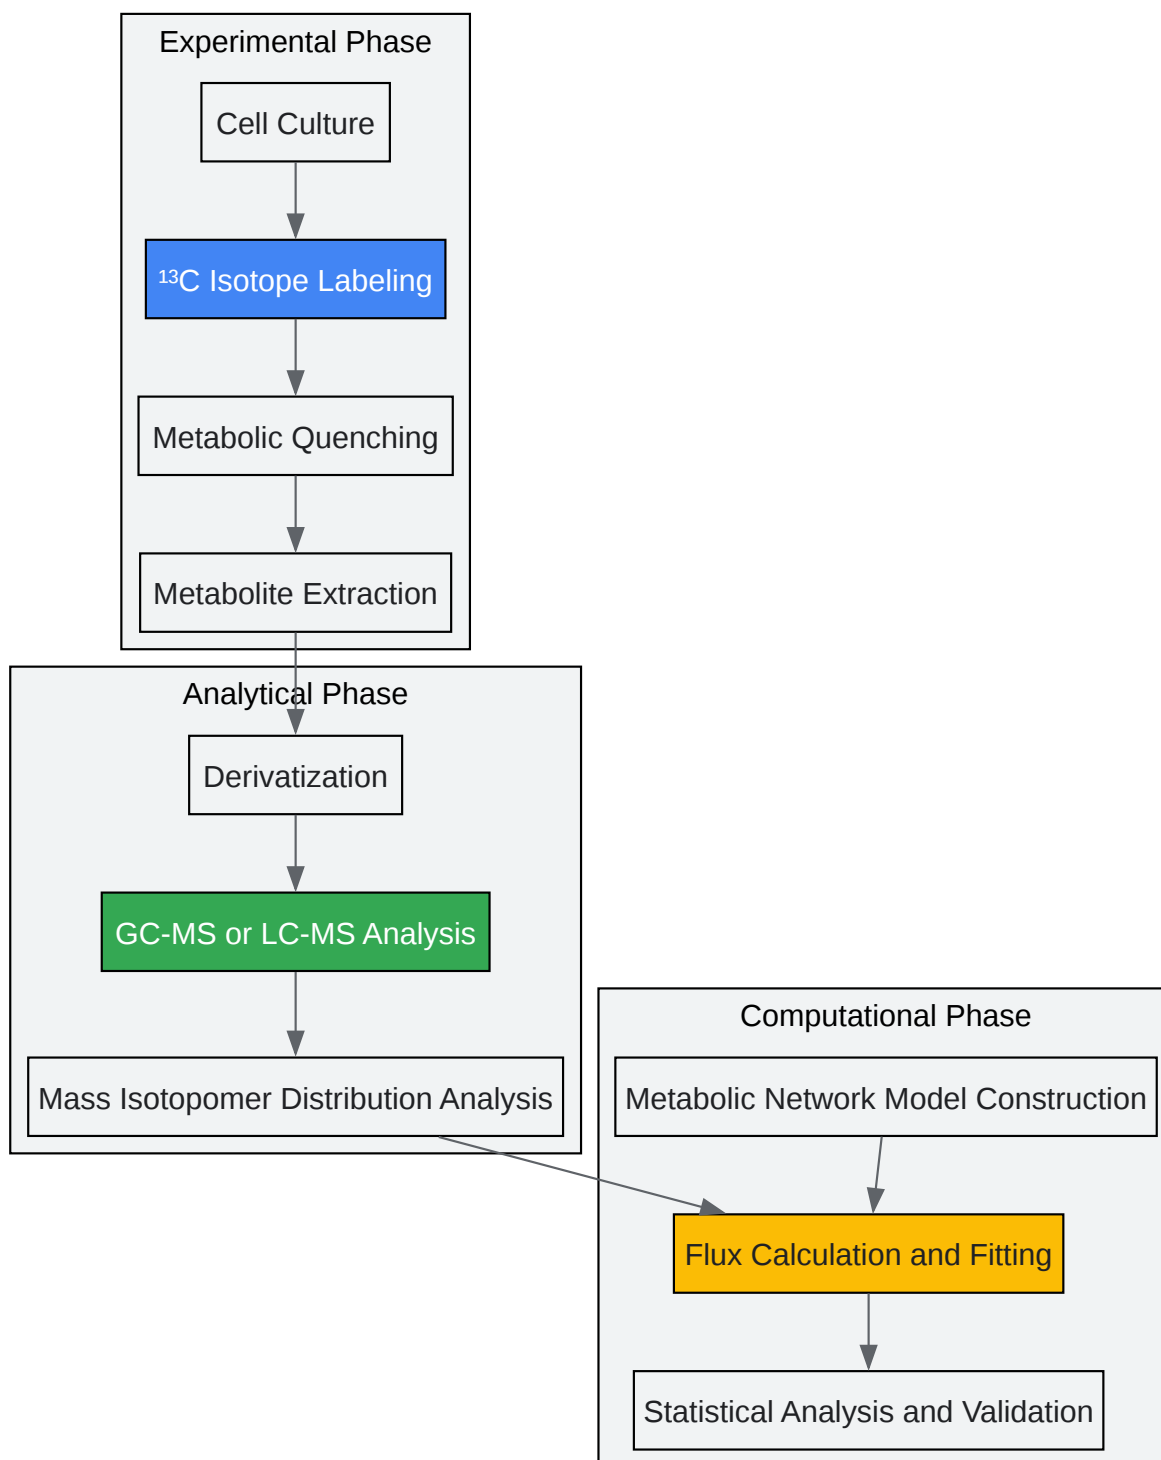 Experimental Phase
Cell Culture
¹³C Isotope Labeling
Metabolic Quenching
Metabolite Extraction
Analytical Phase
Derivatization
GC-MS or LC-MS Analysis
Mass Isotopomer Distribution Analysis
Computational Phase
Metabolic Network Model Construction
Flux Calculation and Fitting
Statistical Analysis and Validation